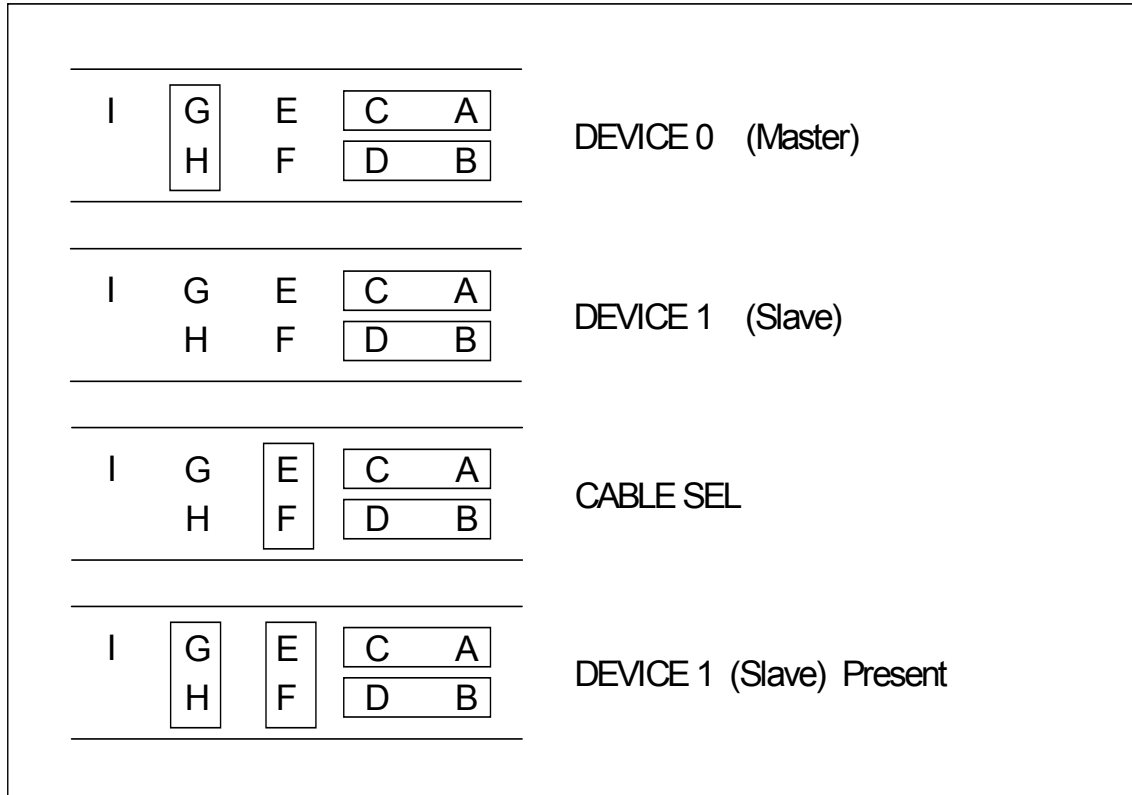 I G E C A
H F D B
DEVICE 0 (Master)
I G E C A
H F D B
DEVICE 1 (Slave)
I G E C A
H F D B
CABLE SEL
I G E C A
H F D B
DEVICE 1 (Slave) Present